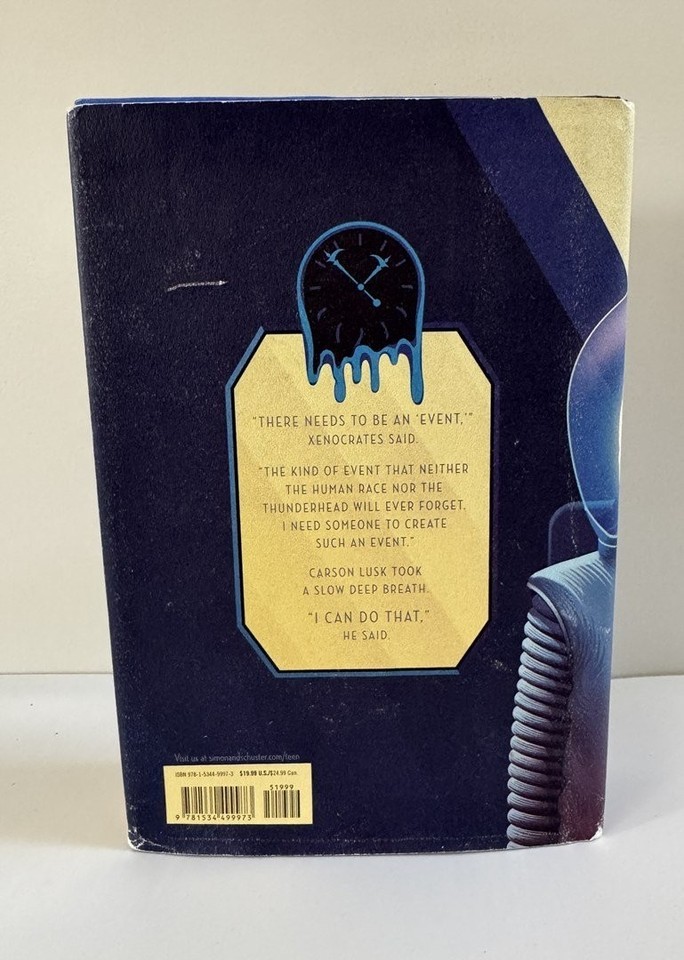 "THERE NEEDS TO BE AN 'EVENT,'"
XENOCRATES SAID.
"THE KIND OF EVENT THAT NEITHER
THE HUMAN RACE NOR THE
THUNDERHEAD WILL EVER FORGET.
I NEED SOMEONE TO CREATE
SUCH AN EVENT."
CARSON LUSK TOOK
A SLOW DEEP BREATH.
"I CAN DO THAT,"
HE SAID.
Visit us at simonandschuster.com/teen
ISBN 978-1-5344-9997-3 $19.99 U.S./$24.99 Can.
51999
9 781534 499973